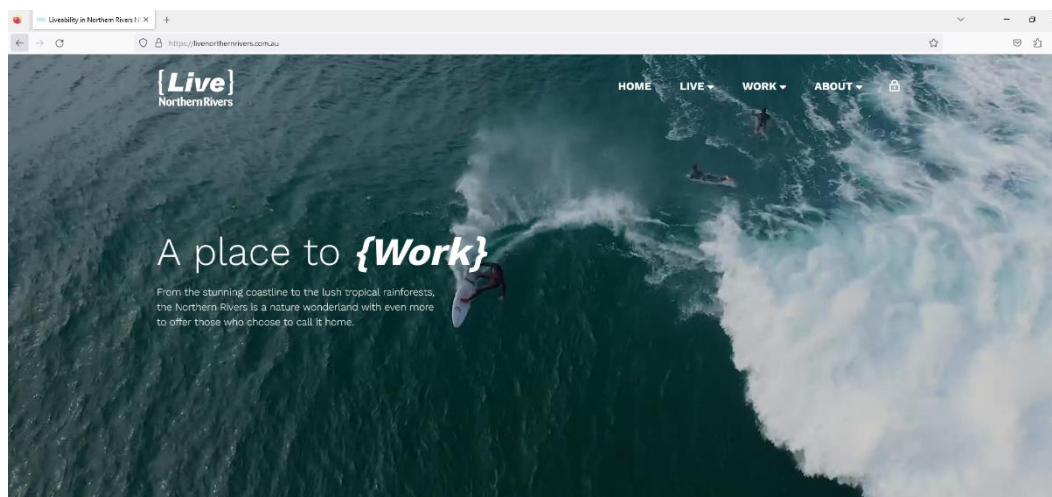 Liveability in Northern Rivers N
https://livenorthernrivers.com.au
{Live}
Northern Rivers
HOME LIVE WORK ABOUT
A place to {Work}
From the stunning coastline to the lush tropical rainforests,
the Northern Rivers is a nature wonderland with even more
to offer those who choose to call it home.